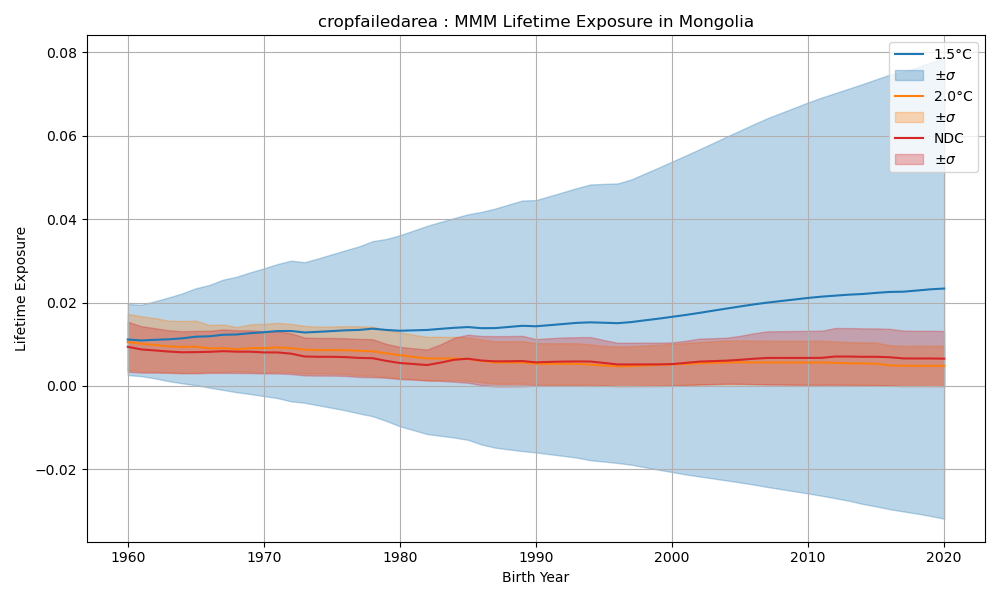 cropfailedarea : MMM Lifetime Exposure in Mongolia
0.08
0.06
0.04
0.02
0.00
−0.02
Lifetime Exposure
1.5°C
±σ
2.0°C
±σ
NDC
±σ
1960 1970 1980 1990 2000 2010 2020
Birth Year